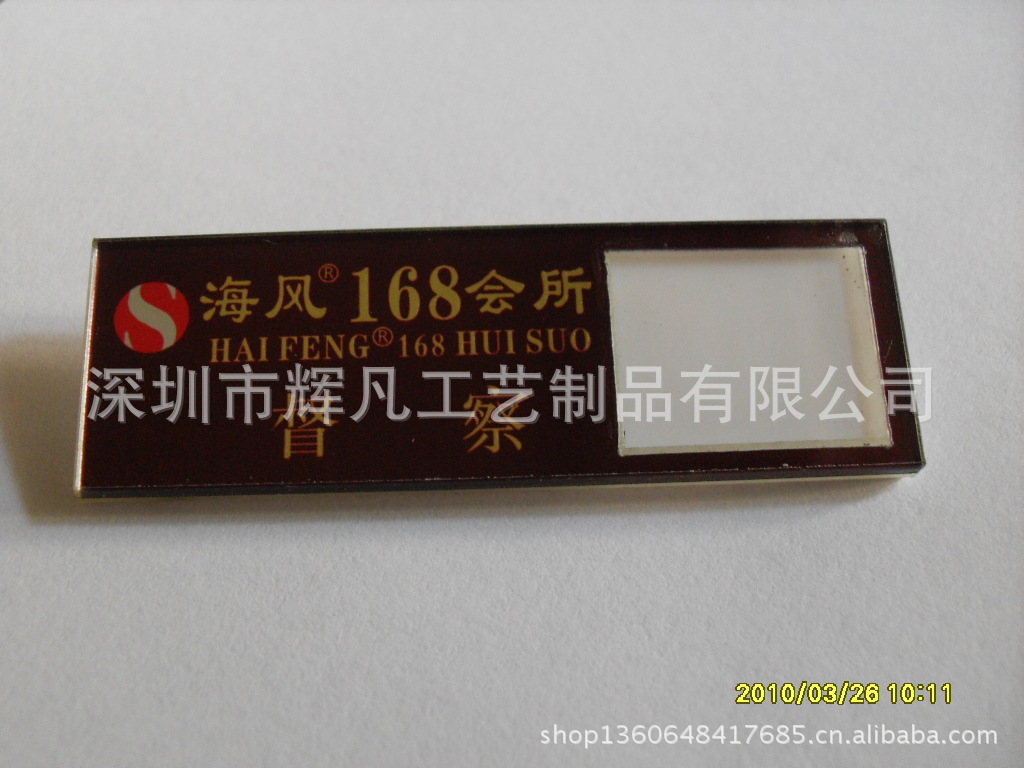 S
海风® 168会所
HAI FENG® 168 HUI SUO
深圳市辉凡工艺制品有限公司
督 察
2010/03/26 10:11
shop1360648417685.cn.alibaba.com